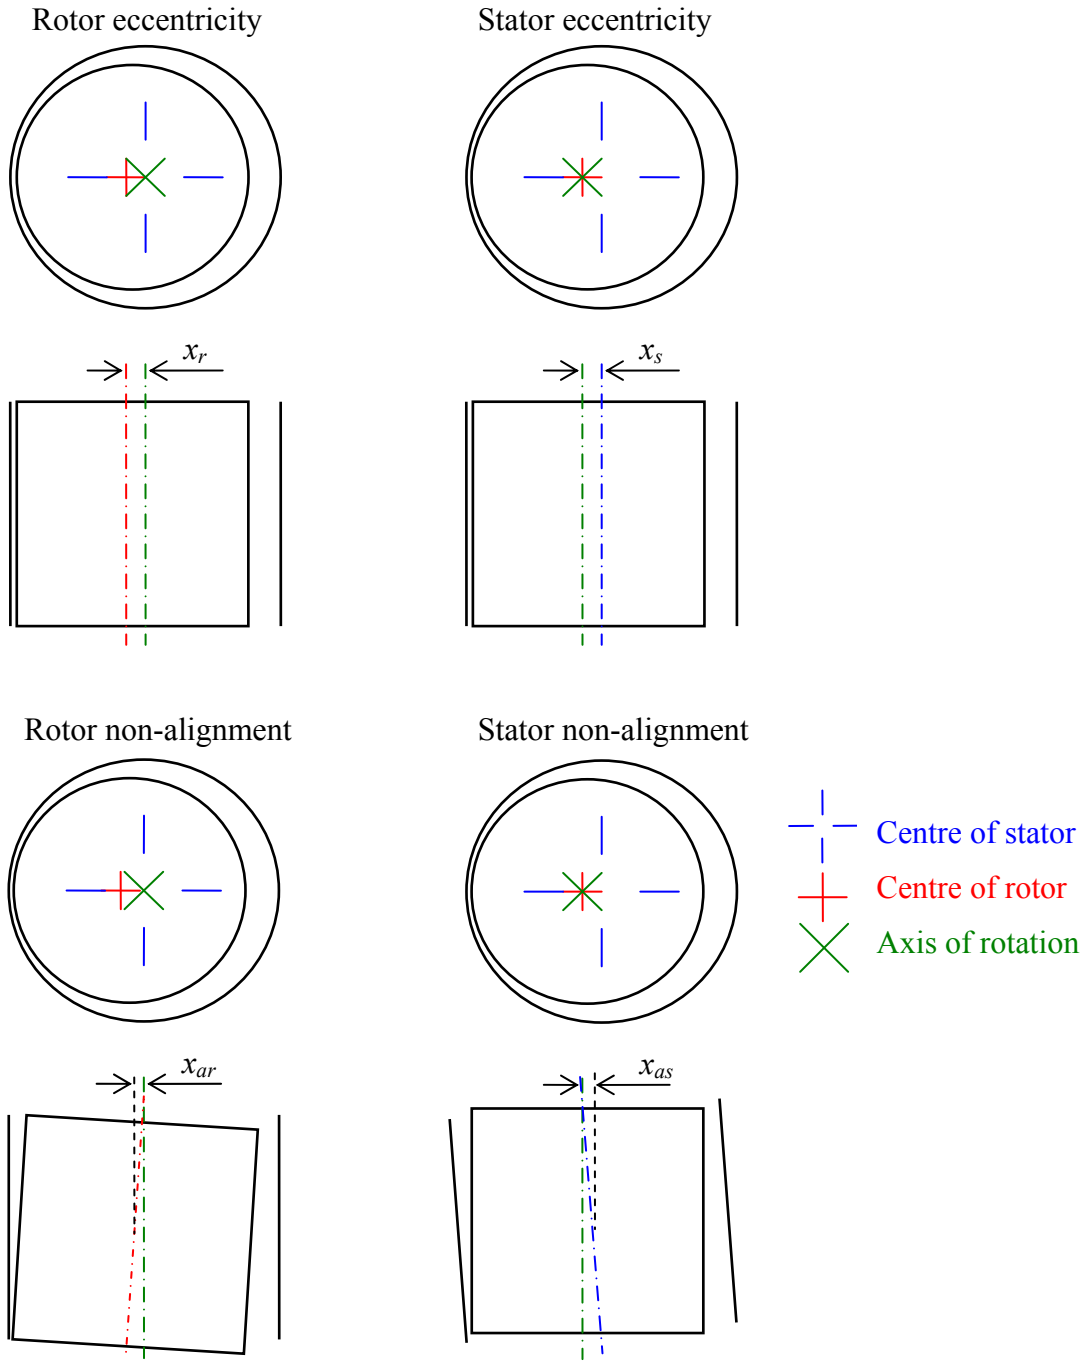 Rotor eccentricity
Stator eccentricity
x_r
x_s
Rotor non-alignment
Stator non-alignment
Centre of stator
Centre of rotor
Axis of rotation
x_ar
x_as